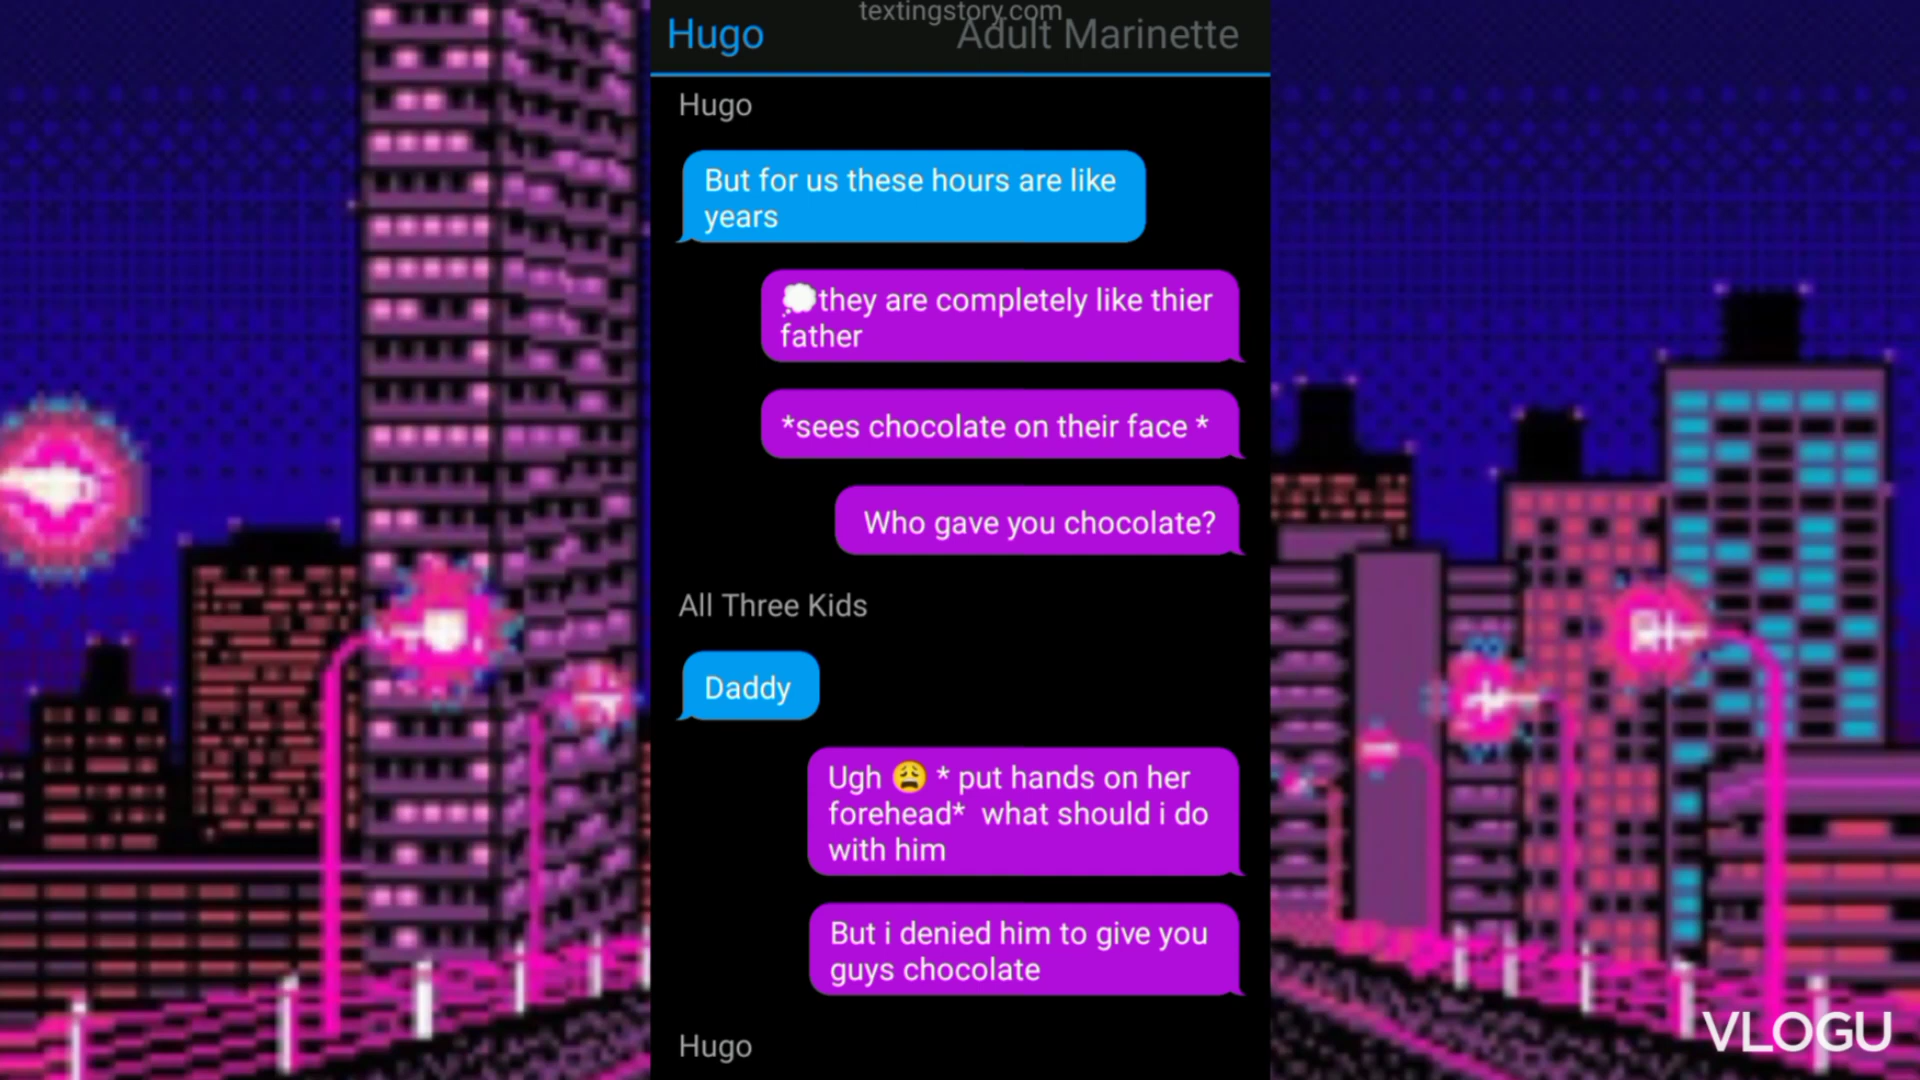 textingstory.com
Hugo
Adult Marinette
Hugo
But for us these hours are like
years
💭they are completely like thier
father
*sees chocolate on their face *
Who gave you chocolate?
All Three Kids
Daddy
Ugh 😩 * put hands on her
forehead*  what should i do
with him
But i denied him to give you
guys chocolate
Hugo
VLOGU